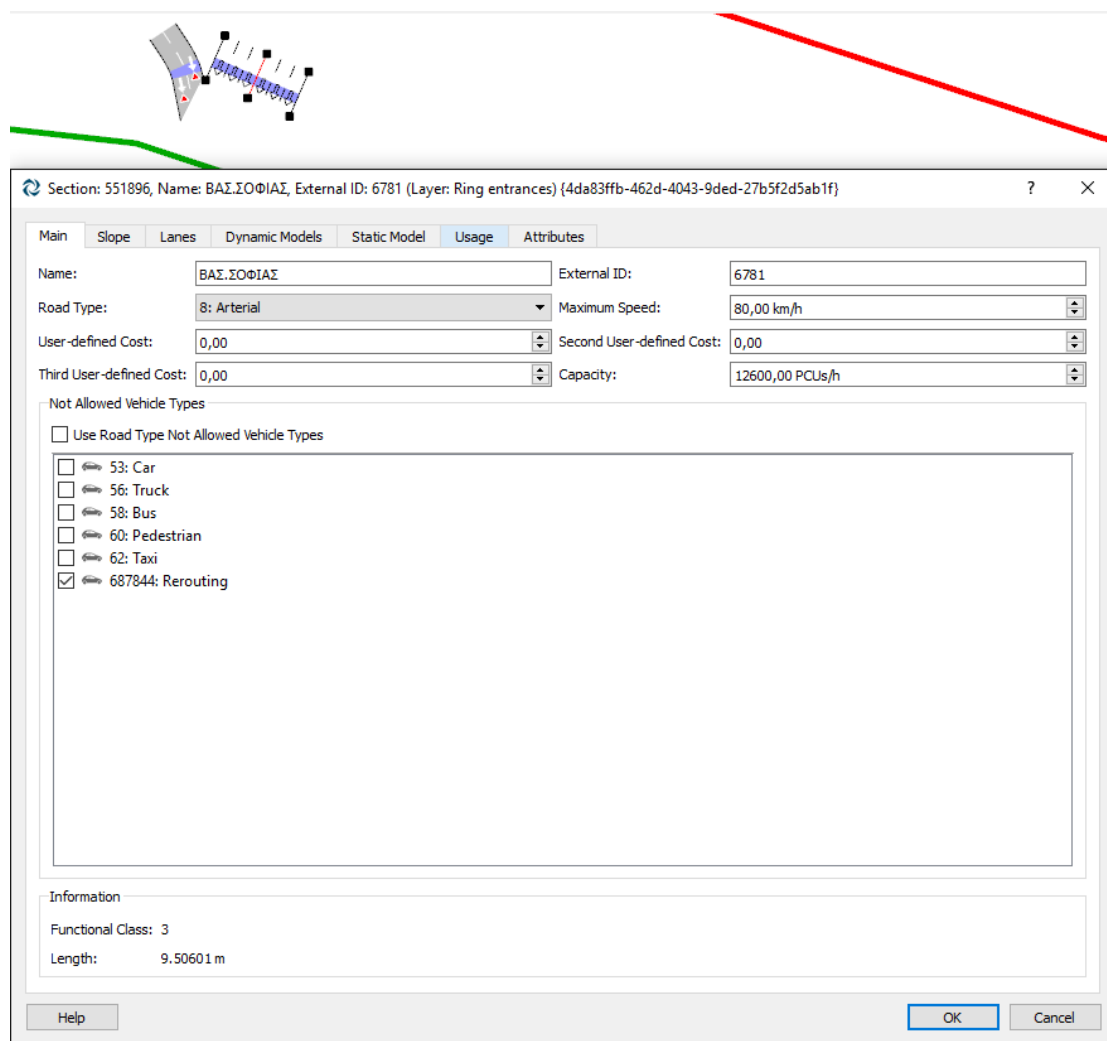 Section: 551896, Name: ΒΑΣ.ΣΟΦΙΑΣ, External ID: 6781 (Layer: Ring entrances) {4da83ffb-462d-4043-9ded-27b5f2d5ab1f} ? ×
Main Slope Lanes Dynamic Models Static Model Usage Attributes
Name: ΒΑΣ.ΣΟΦΙΑΣ External ID: 6781
Road Type: 8: Arterial Maximum Speed: 80,00 km/h
User-defined Cost: 0,00 Second User-defined Cost: 0,00
Third User-defined Cost: 0,00 Capacity: 12600,00 PCUs/h
Not Allowed Vehicle Types
Use Road Type Not Allowed Vehicle Types
53: Car
56: Truck
58: Bus
60: Pedestrian
62: Taxi
687844: Rerouting
Information
Functional Class: 3
Length: 9.50601 m
Help OK Cancel